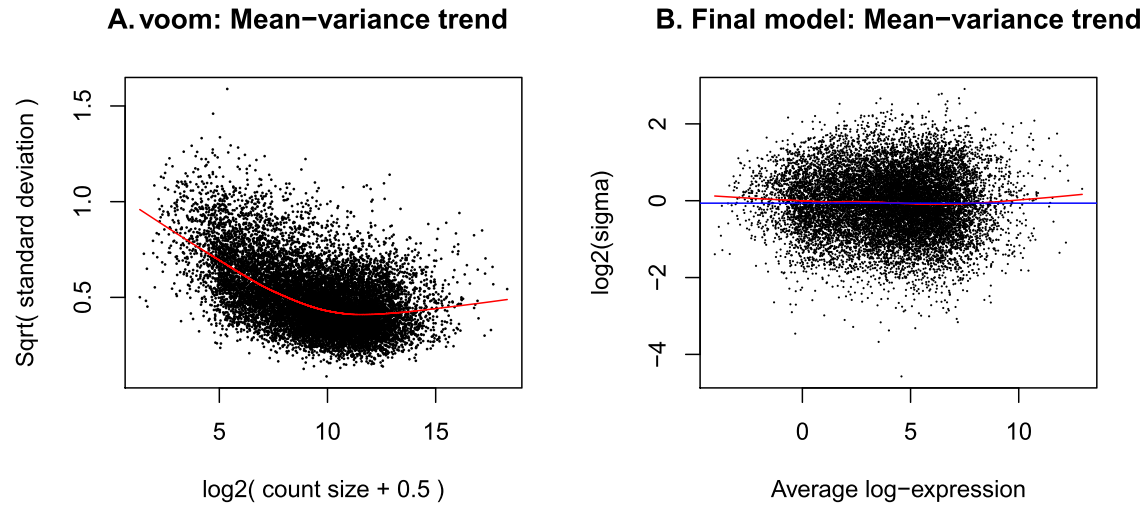 A. voom: Mean−variance trend
Sqrt( standard deviation )
1.5
1.0
0.5
5 10 15
log2( count size + 0.5 )
B. Final model: Mean−variance trend
log2(sigma)
2
0
−2
−4
0 5 10
Average log−expression